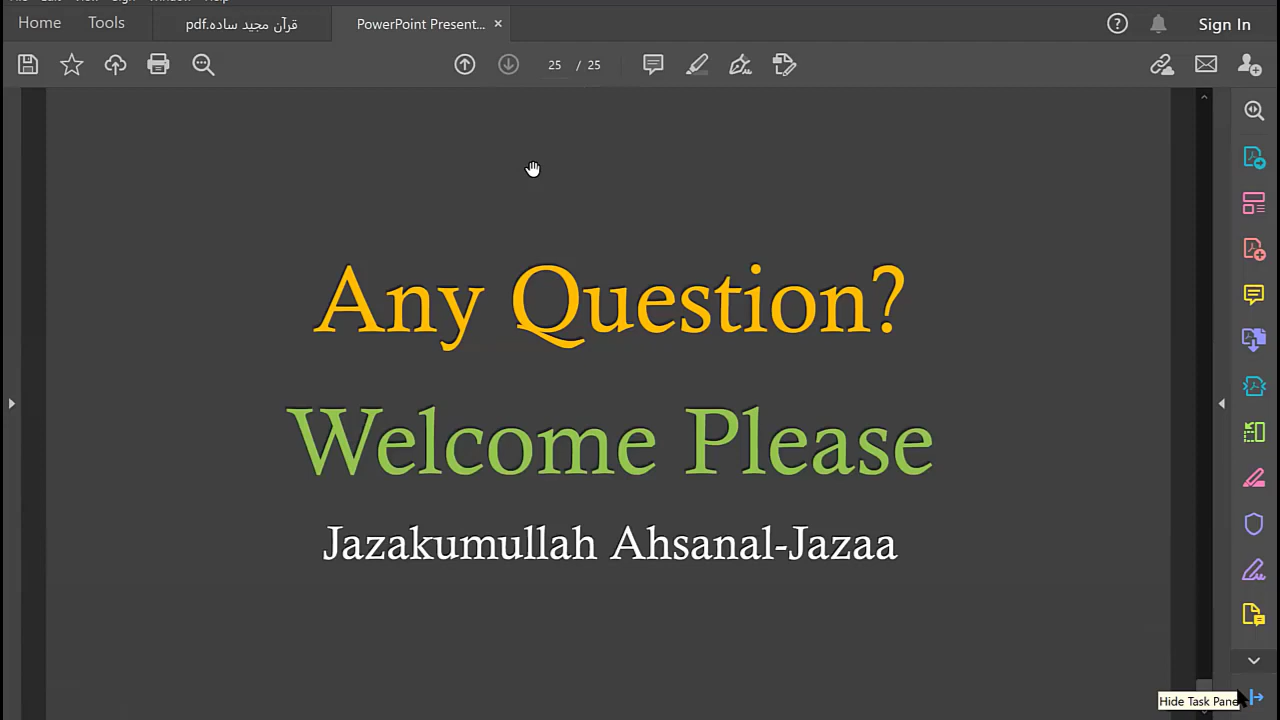 Home
Tools
قرآن مجید ساده.pdf
PowerPoint Present...
Sign In
25 / 25
Any Question?
Welcome Please
Jazakumullah Ahsanal-Jazaa
Hide Task Pane